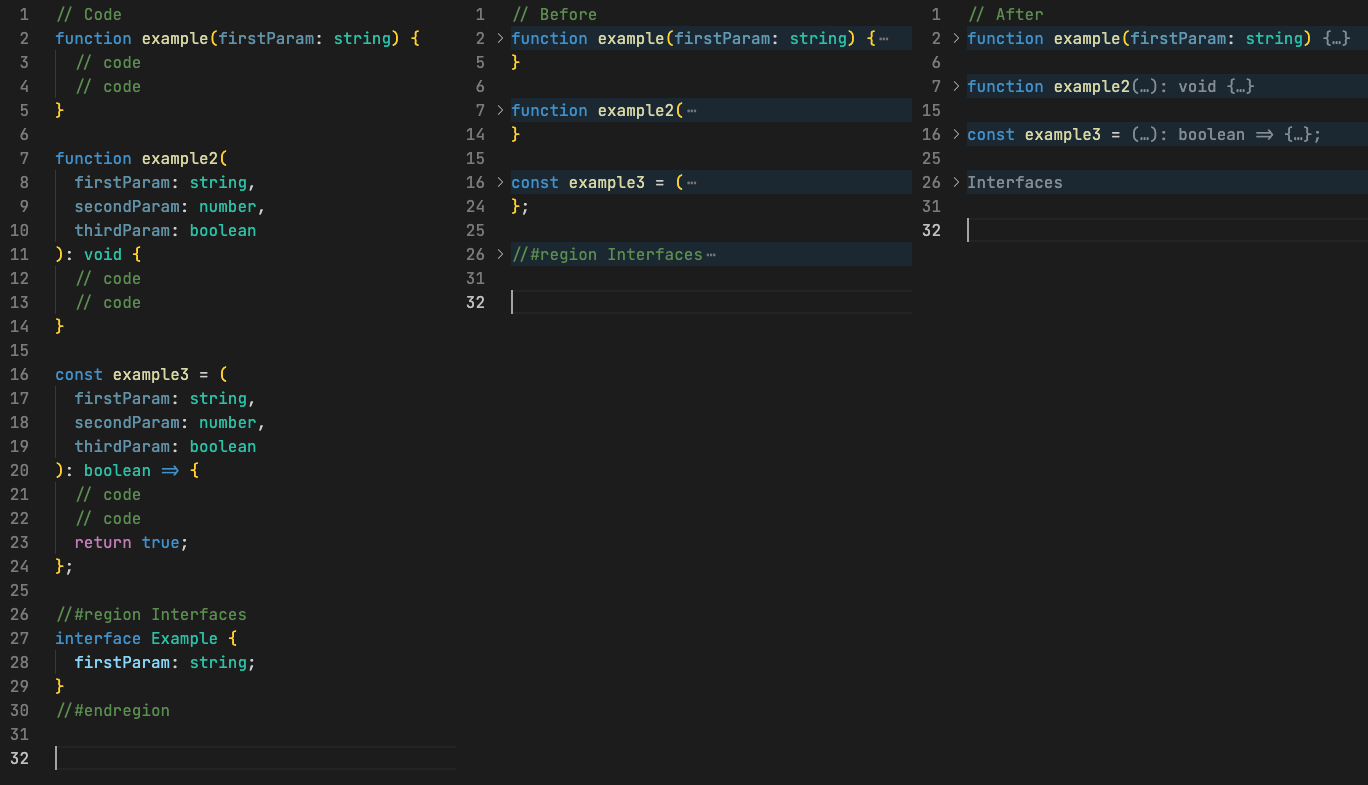 1 // Code
2 function example(firstParam: string) {
3 // code
4 // code
5 }
6
7 function example2(
8 firstParam: string,
9 secondParam: number,
10 thirdParam: boolean
11 ): void {
12 // code
13 // code
14 }
15
16 const example3 = (
17 firstParam: string,
18 secondParam: number,
19 thirdParam: boolean
20 ): boolean => {
21 // code
22 // code
23 return true;
24 };
25
26 //#region Interfaces
27 interface Example {
28 firstParam: string;
29 }
30 //#endregion
31
32
1 // Before
2 > function example(firstParam: string) {⋯
5 }
6
7 > function example2(⋯
14 }
15
16 > const example3 = (⋯
24 };
25
26 > //#region Interfaces⋯
31
32
1 // After
2 > function example(firstParam: string) {…}
6
7 > function example2(…): void {…}
15
16 > const example3 = (…): boolean => {…};
25
26 > Interfaces
31
32